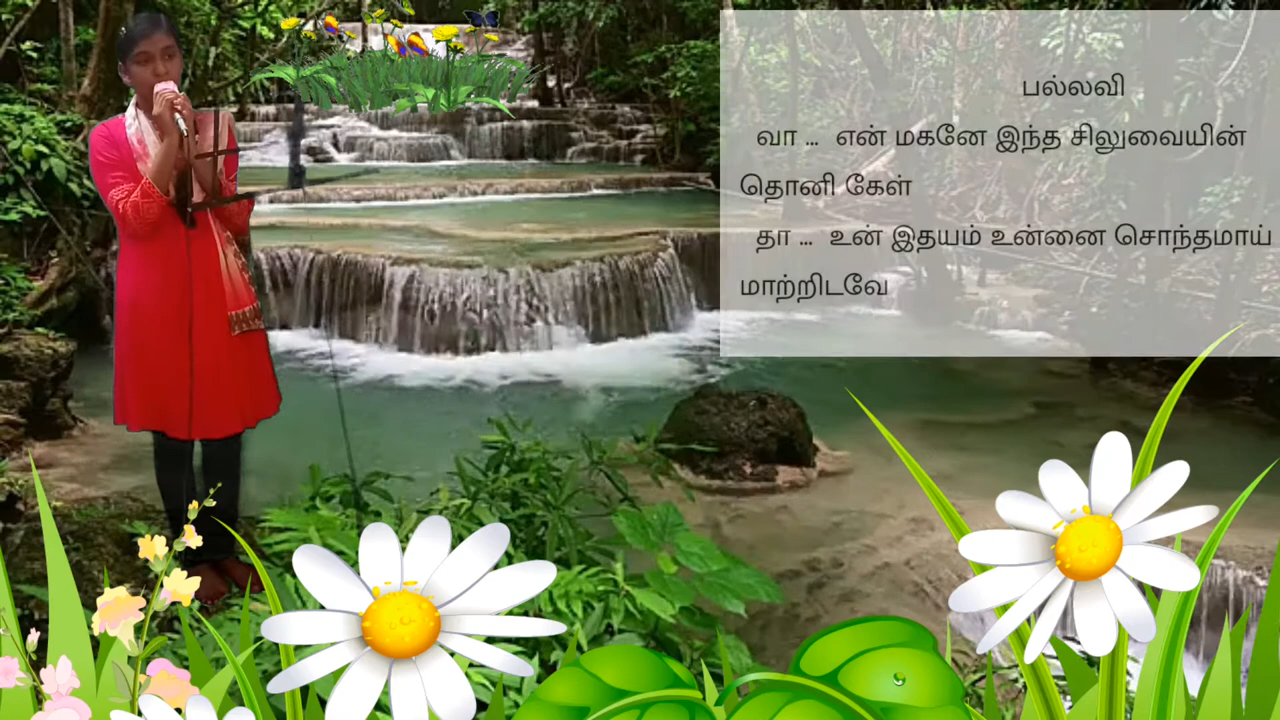 பல்லவி
வா ... என் மகனே இந்த சிலுவையின்
தொனி கேள்
தா ... உன் இதயம் உன்னை சொந்தமாய்
மாற்றிடவே